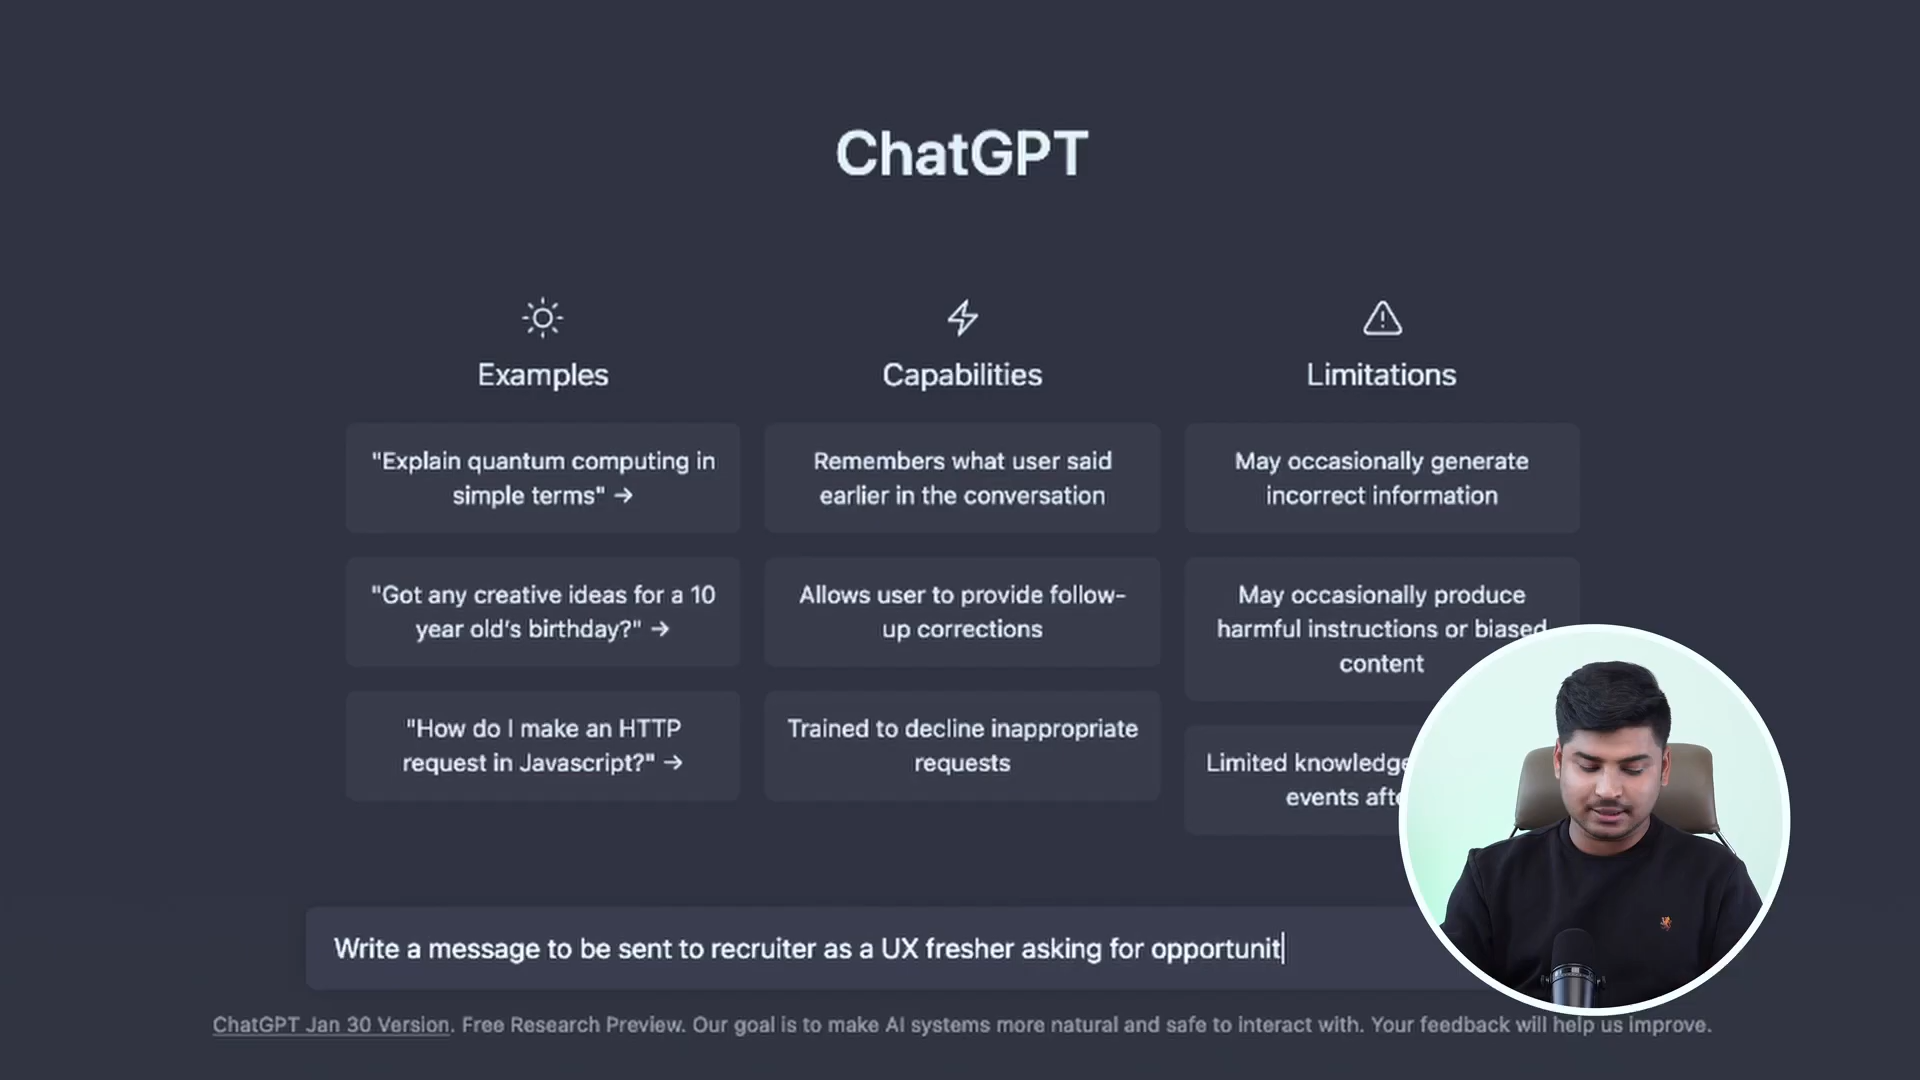 ChatGPT
Examples
Capabilities
Limitations
"Explain quantum computing in
simple terms" →
Remembers what user said
earlier in the conversation
May occasionally generate
incorrect information
"Got any creative ideas for a 10
year old's birthday?" →
Allows user to provide follow-
up corrections
May occasionally produce
harmful instructions or biased
content
"How do I make an HTTP
request in Javascript?" →
Trained to decline inappropriate
requests
Limited knowledge
events
Write a message to be sent to recruiter as a UX fresher asking for opportunit
ChatGPT Jan 30 Version. Free Research Preview. Our goal is to make AI systems more natural and safe to interact with. Your feedback will help us improve.